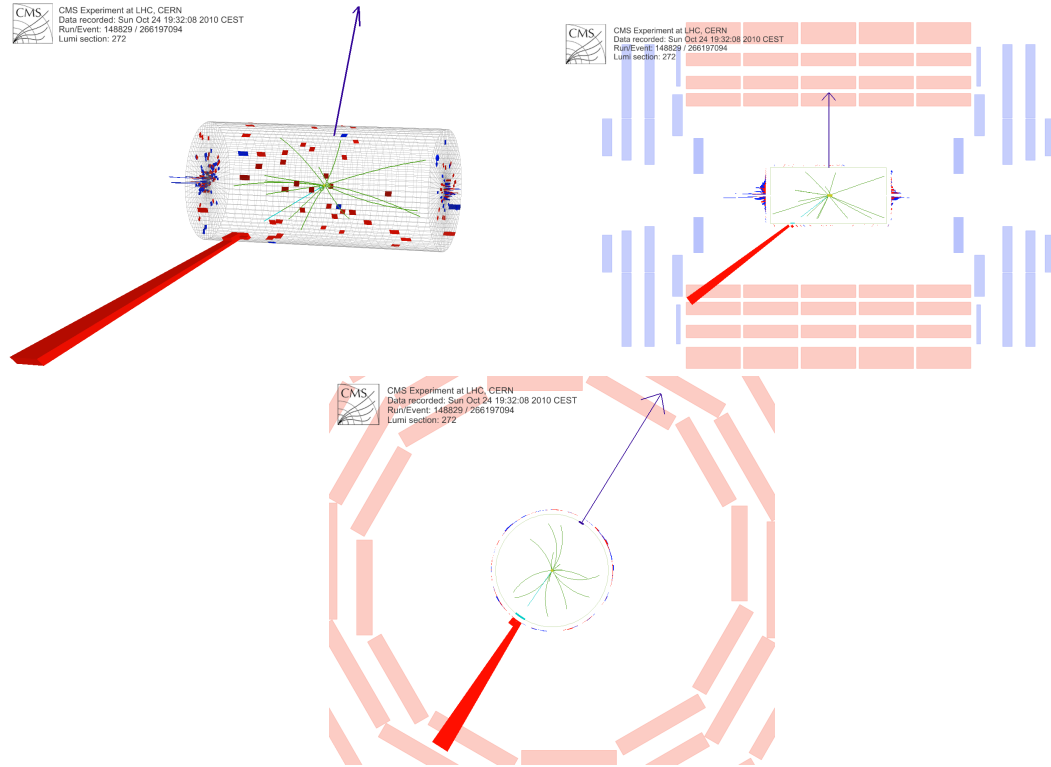 CMS
CMS Experiment at LHC, CERN
Data recorded: Sun Oct 24 19:32:08 2010 CEST
Run/Event: 148829 / 266197094
Lumi section: 272
CMS
CMS Experiment at LHC, CERN
Data recorded: Sun Oct 24 19:32:08 2010 CEST
Run/Event: 148829 / 266197094
Lumi section: 272
CMS
CMS Experiment at LHC, CERN
Data recorded: Sun Oct 24 19:32:08 2010 CEST
Run/Event: 148829 / 266197094
Lumi section: 272